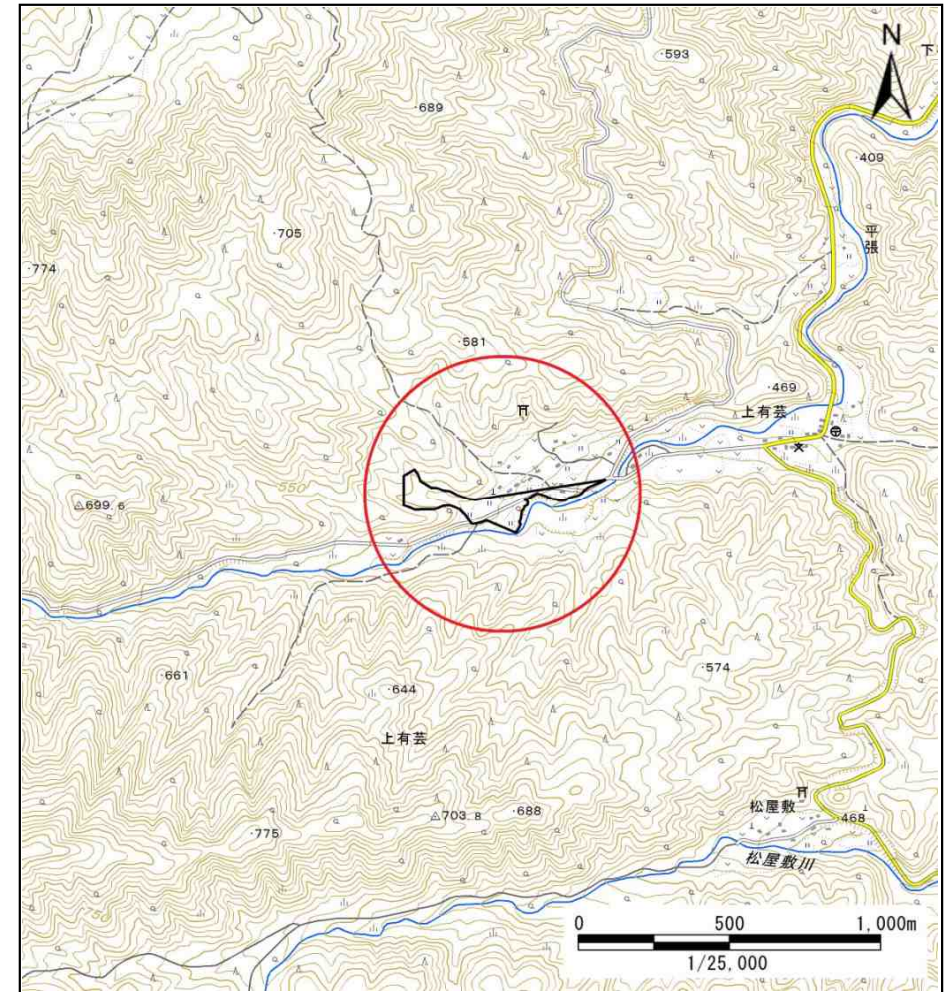 N
下
・593
・689
・409
平張
・705
・774
・581
・469
上有芸
550
△699.6
・661
・574
・644
上有芸
松屋敷
△703.8
・688
468
・775
松屋敷川
750
0 500 1,000m
1/25,000